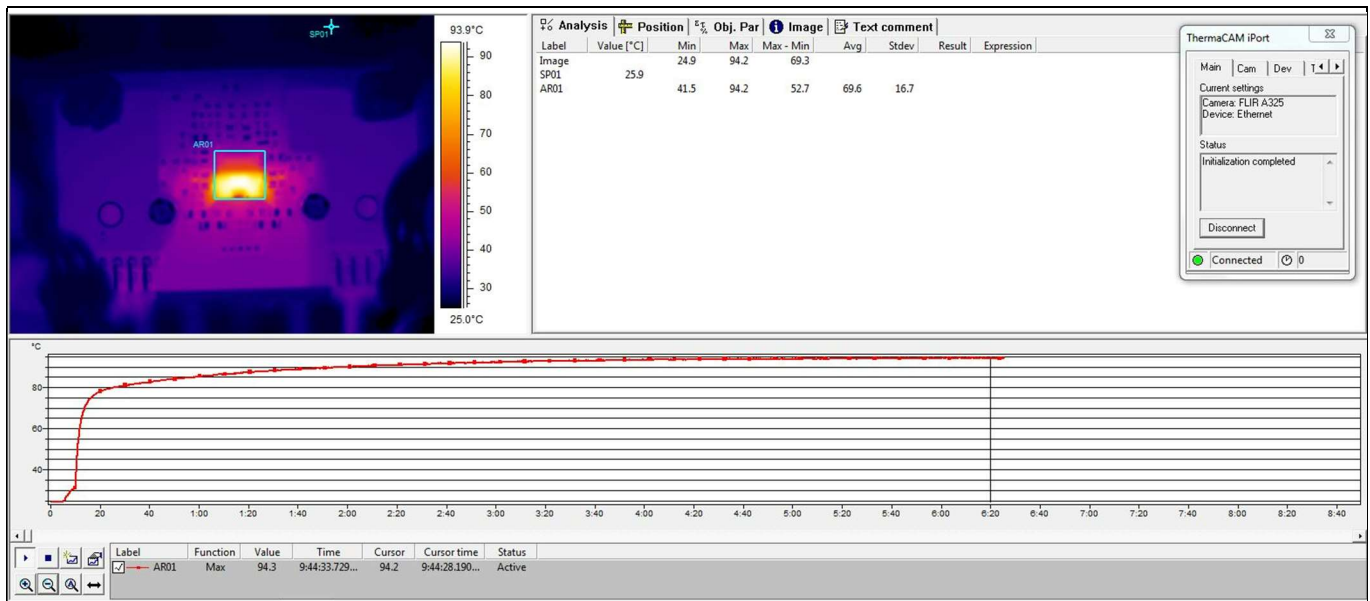 SP01
AR01
93.9°C
90
80
70
60
50
40
30
25.0°C
Analysis Position Obj. Par Image Text comment
Label Value [°C] Min Max Max - Min Avg Stdev Result Expression
Image 24.9 94.2 69.3
SP01 25.9
AR01 41.5 94.2 52.7 69.6 16.7
ThermaCAM iPort
Main Cam Dev
Current settings
Camera: FLIR A325
Device: Ethernet
Status
Initialization completed
Disconnect
Connected 0
°C
80
60
40
0 20 40 1:00 1:20 1:40 2:00 2:20 2:40 3:00 3:20 3:40 4:00 4:20 4:40 5:00 5:20 5:40 6:00 6:20 6:40 7:00 7:20 7:40 8:00 8:20 8:40
Label Function Value Time Cursor Cursor time Status
AR01 Max 94.3 9:44:33.729... 94.2 9:44:28.190... Active